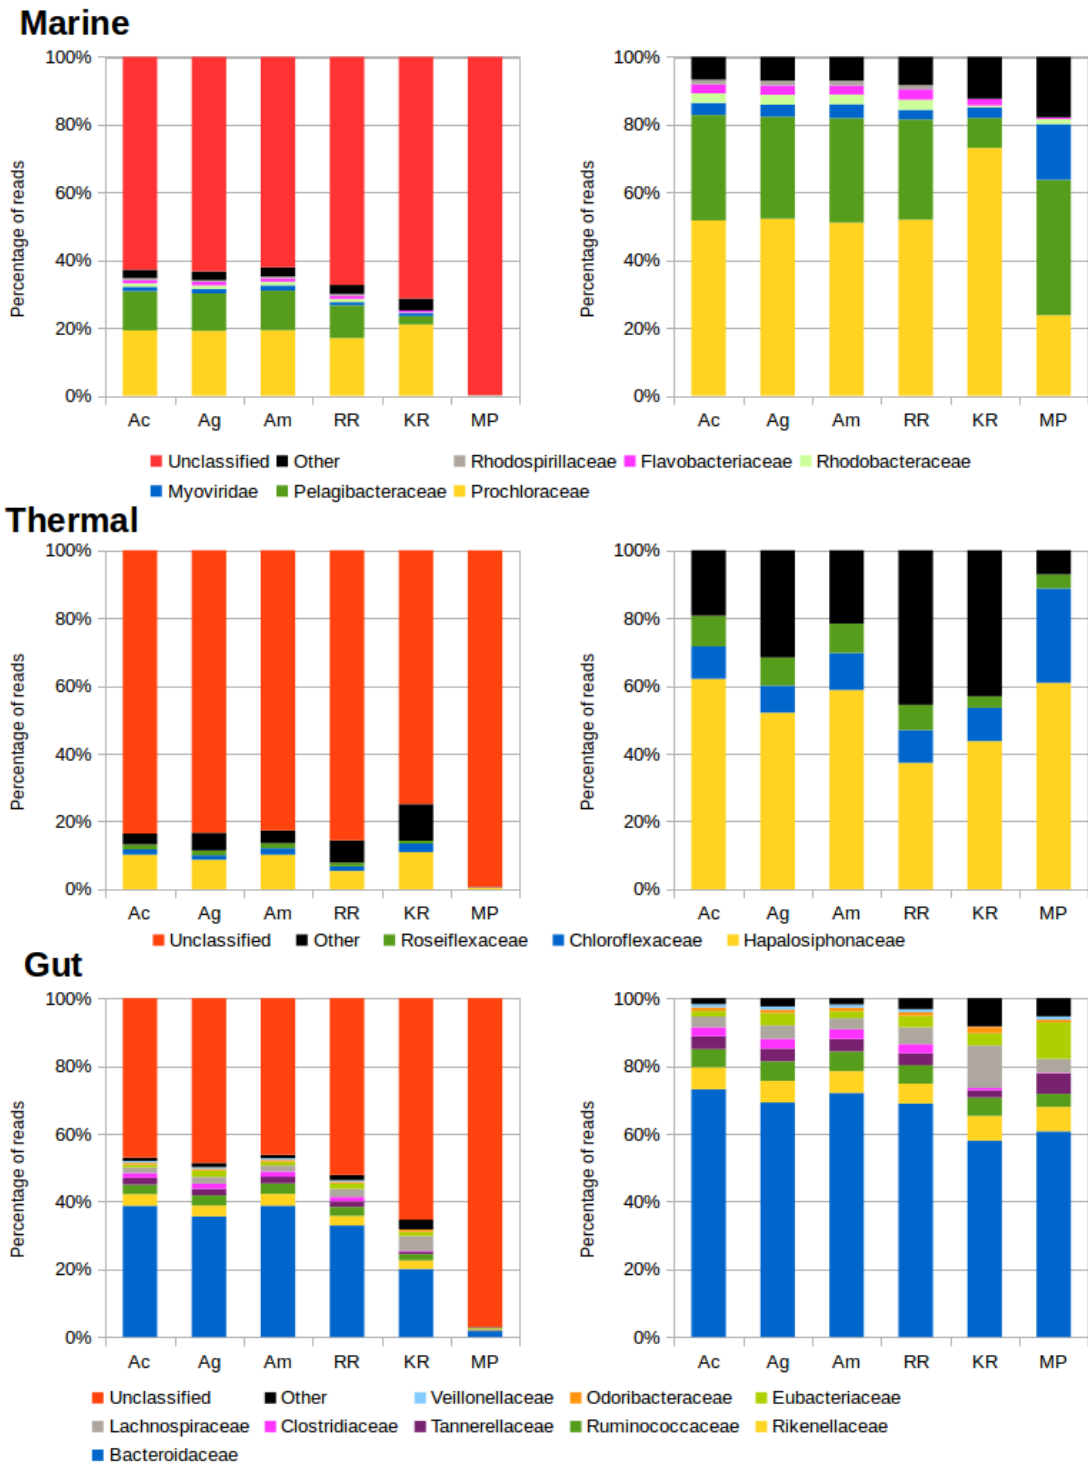 Marine
100%
80%
60%
40%
20%
0%
Percentage of reads
Ac Ag Am RR KR MP
100%
80%
60%
40%
20%
0%
Percentage of reads
Ac Ag Am RR KR MP
Unclassified Other Rhodospirillaceae Flavobacteriaceae Rhodobacteraceae
Myoviridae Pelagibacteraceae Prochloraceae
Thermal
100%
80%
60%
40%
20%
0%
Percentage of reads
Ac Ag Am RR KR MP
100%
80%
60%
40%
20%
0%
Percentage of reads
Ac Ag Am RR KR MP
Unclassified Other Roseiflexaceae Chloroflexaceae Hapalosiphonaceae
Gut
100%
80%
60%
40%
20%
0%
Percentage of reads
Ac Ag Am RR KR MP
100%
80%
60%
40%
20%
0%
Percentage of reads
Ac Ag Am RR KR MP
Unclassified Other Veillonellaceae Odoribacteraceae Eubacteriaceae
Lachnospiraceae Clostridiaceae Tannerellaceae Ruminococcaceae Rikenellaceae
Bacteroidaceae